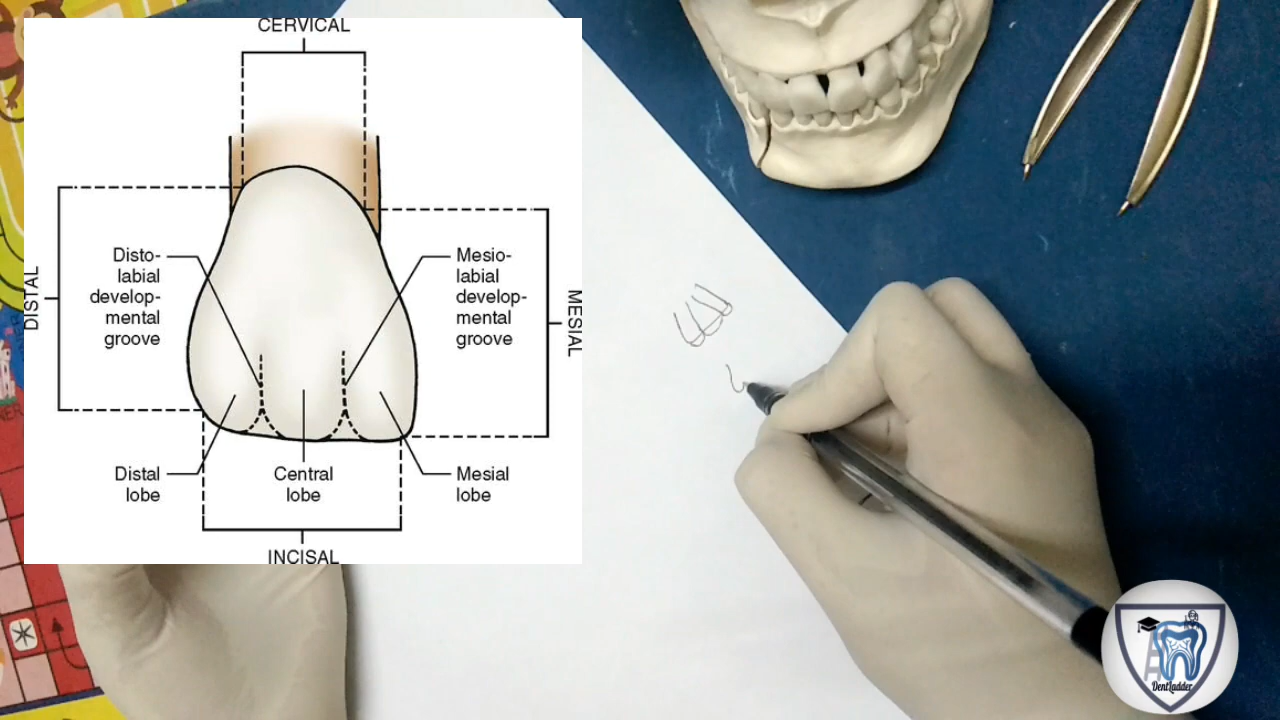 CERVICAL
DISTAL
Disto-
labial
develop-
mental
groove
Mesio-
labial
develop-
mental
groove
MESIAL
Distal
lobe
Central
lobe
Mesial
lobe
INCISAL
DentLadder